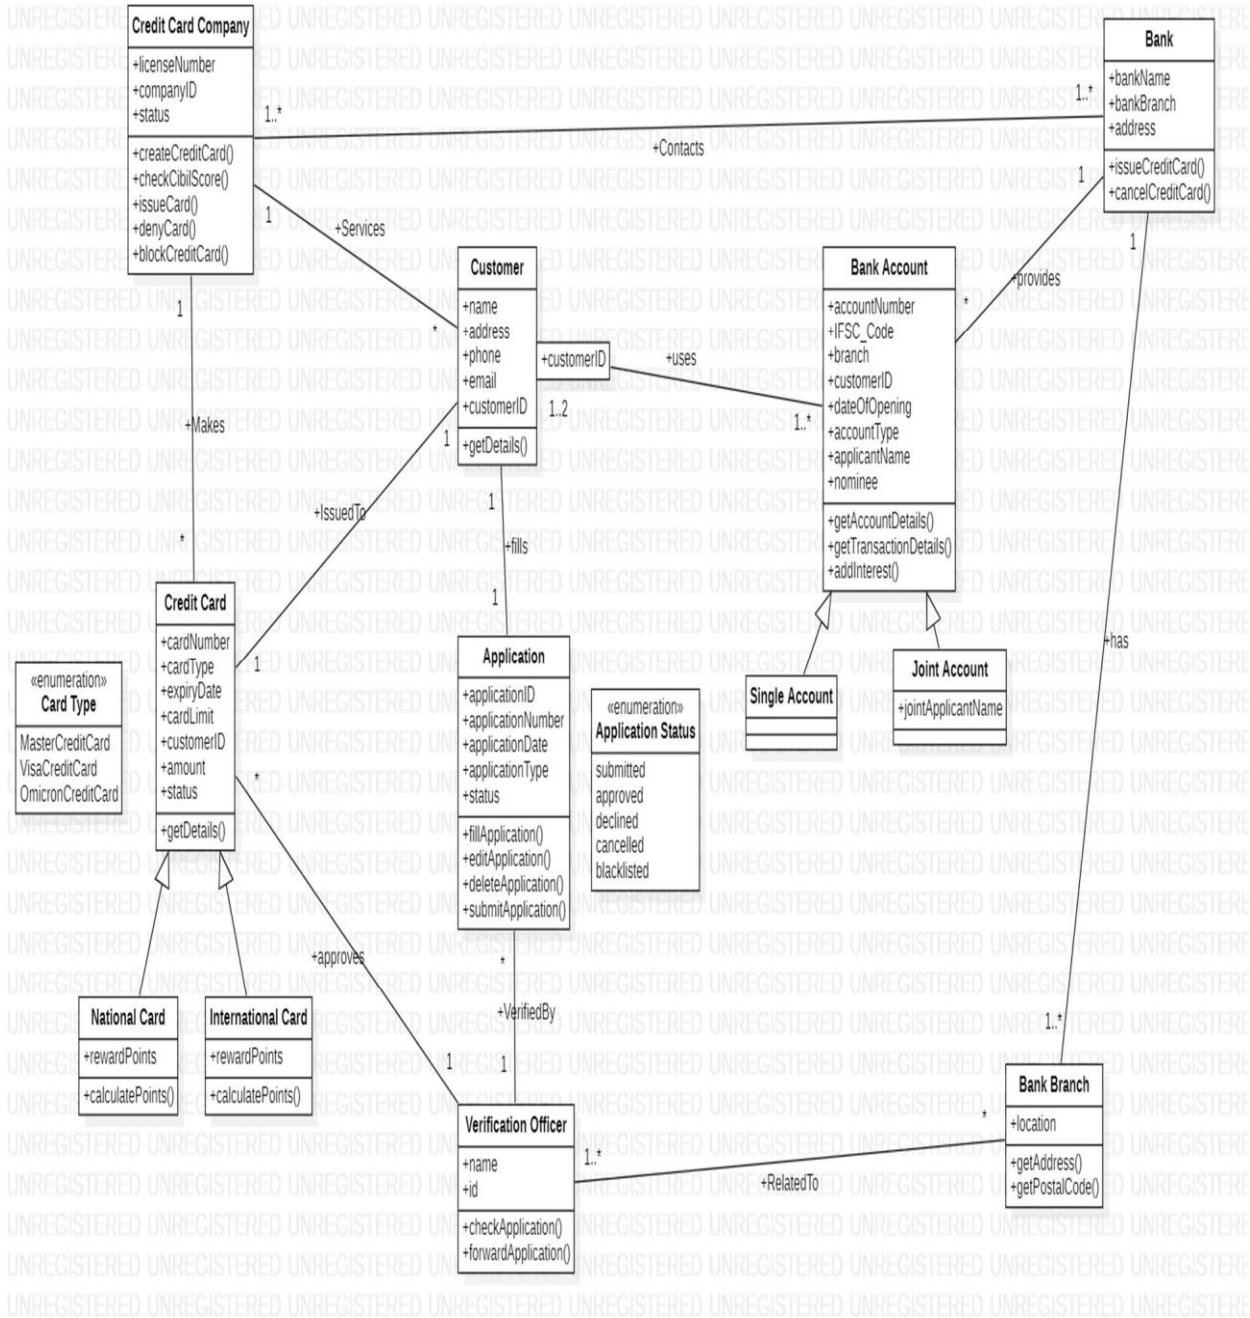 Credit Card Company
+licenseNumber
+companyID
+status
+createCreditCard()
+checkCibilScore()
+issueCard()
+denyCard()
+blockCreditCard()
1..*
1..*
+Contacts
Bank
+bankName
+bankBranch
+address
+issueCreditCard()
+cancelCreditCard()
1
+Services
*
1
+provides
*
1
+has
1..*
Customer
+name
+address
+phone
+email
+customerID
+getDetails()
+customerID
1..2
+uses
1..*
Bank Account
+accountNumber
+IFSC_Code
+branch
+customerID
+dateOfOpening
+accountType
+applicantName
+nominee
+getAccountDetails()
+getTransactionDetails()
+addInterest()
1
+Makes
*
1
+IssuedTo
1
1
+fills
1
Credit Card
+cardNumber
+cardType
+expiryDate
+cardLimit
+customerID
+amount
+status
+getDetails()
«enumeration»
Card Type
MasterCreditCard
VisaCreditCard
OmicronCreditCard
Application
+applicationID
+applicationNumber
+applicationDate
+applicationType
+status
+fillApplication()
+editApplication()
+deleteApplication()
+submitApplication()
«enumeration»
Application Status
submitted
approved
declined
cancelled
blacklisted
Single Account
Joint Account
+jointApplicantName
*
+approves
1
*
+VerifiedBy
1
National Card
+rewardPoints
+calculatePoints()
International Card
+rewardPoints
+calculatePoints()
Verification Officer
+name
+id
+checkApplication()
+forwardApplication()
1..*
+RelatedTo
*
Bank Branch
+location
+getAddress()
+getPostalCode()
UNREGISTERED